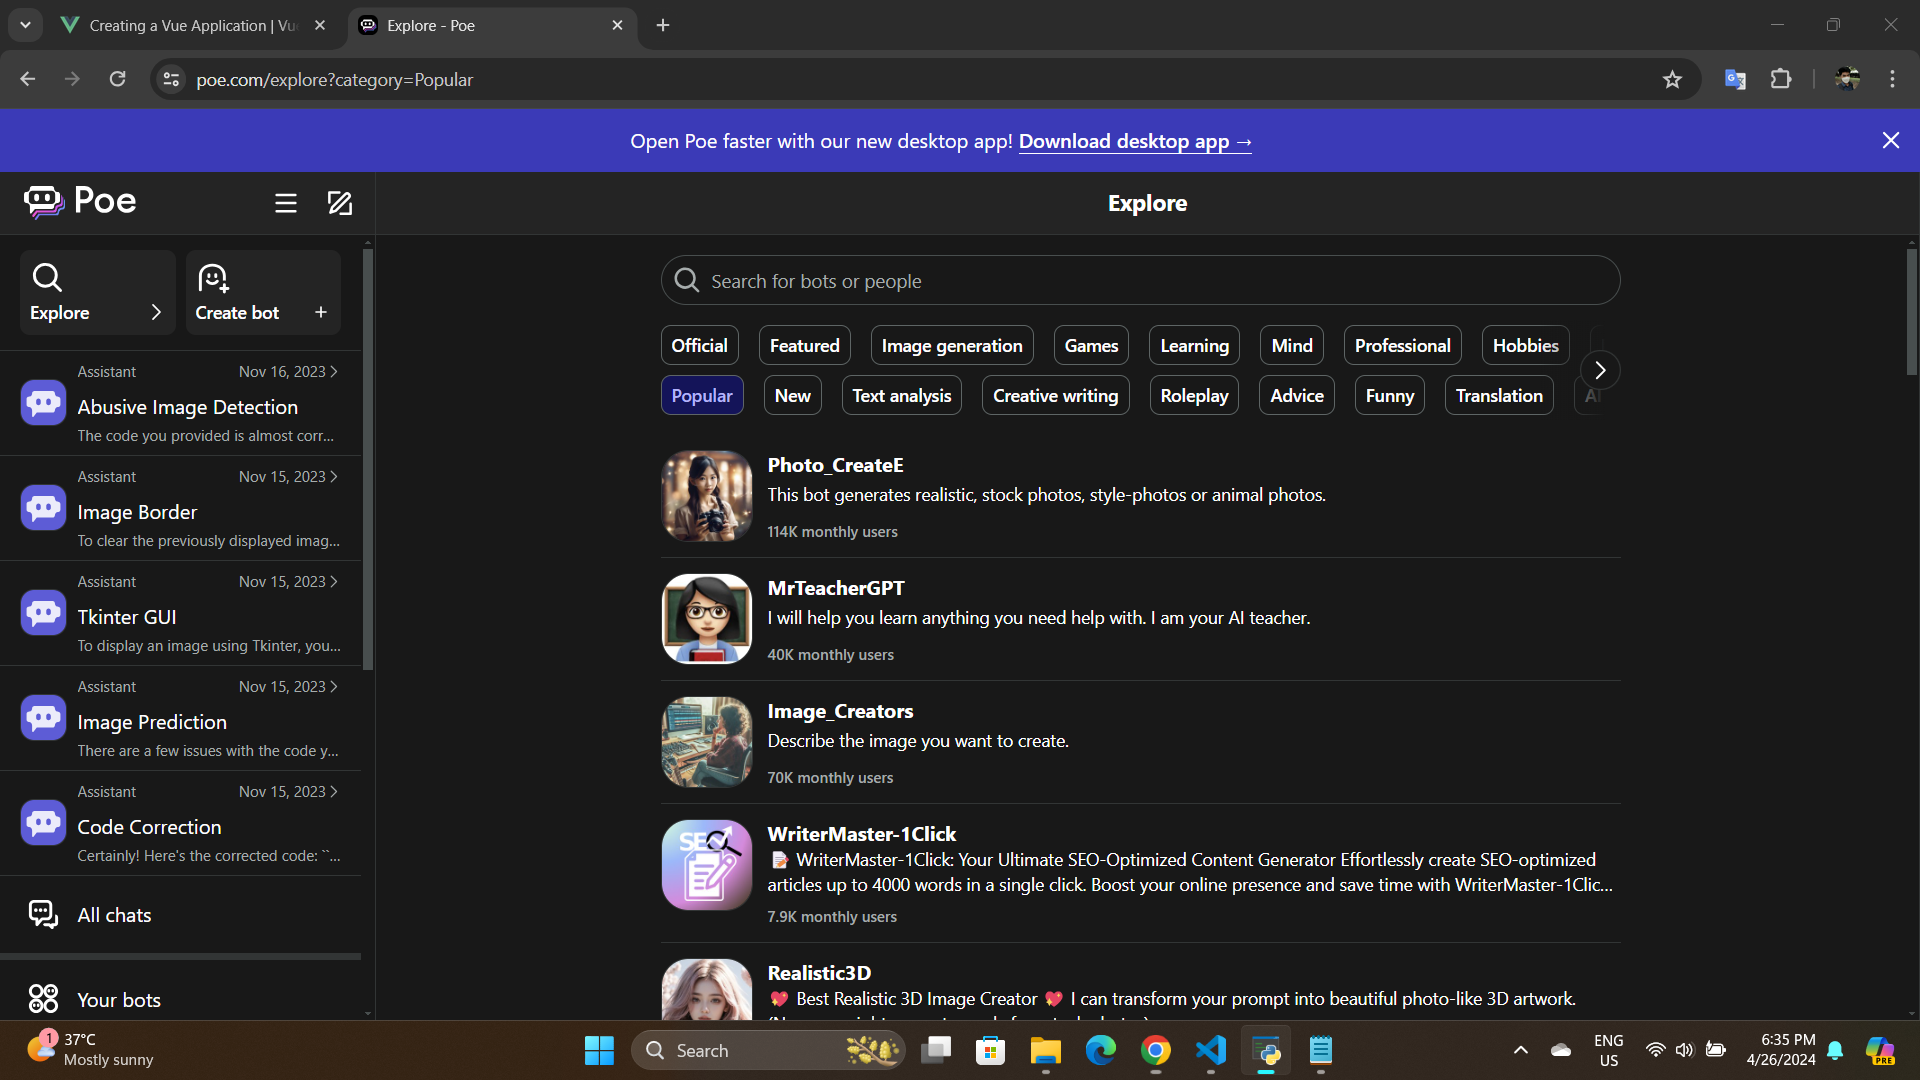 Creating a Vue Application | Vu
Explore - Poe
poe.com/explore?category=Popular
Open Poe faster with our new desktop app! Download desktop app →
Poe
Explore
Explore
Create bot
Search for bots or people
Official
Featured
Image generation
Games
Learning
Mind
Professional
Hobbies
Popular
New
Text analysis
Creative writing
Roleplay
Advice
Funny
Translation
Assistant
Nov 16, 2023
Abusive Image Detection
The code you provided is almost corr...
Assistant
Nov 15, 2023
Image Border
To clear the previously displayed imag...
Assistant
Nov 15, 2023
Tkinter GUI
To display an image using Tkinter, you...
Assistant
Nov 15, 2023
Image Prediction
There are a few issues with the code y...
Assistant
Nov 15, 2023
Code Correction
Certainly! Here's the corrected code: ``...
All chats
Your bots
Photo_CreateE
This bot generates realistic, stock photos, style-photos or animal photos.
114K monthly users
MrTeacherGPT
I will help you learn anything you need help with. I am your AI teacher.
40K monthly users
Image_Creators
Describe the image you want to create.
70K monthly users
SEO
WriterMaster-1Click
📝 WriterMaster-1Click: Your Ultimate SEO-Optimized Content Generator Effortlessly create SEO-optimized
articles up to 4000 words in a single click. Boost your online presence and save time with WriterMaster-1Clic...
7.9K monthly users
Realistic3D
💖 Best Realistic 3D Image Creator 💖 I can transform your prompt into beautiful photo-like 3D artwork.
1
37°C
Mostly sunny
Search
ENG
US
6:35 PM
4/26/2024
PRE